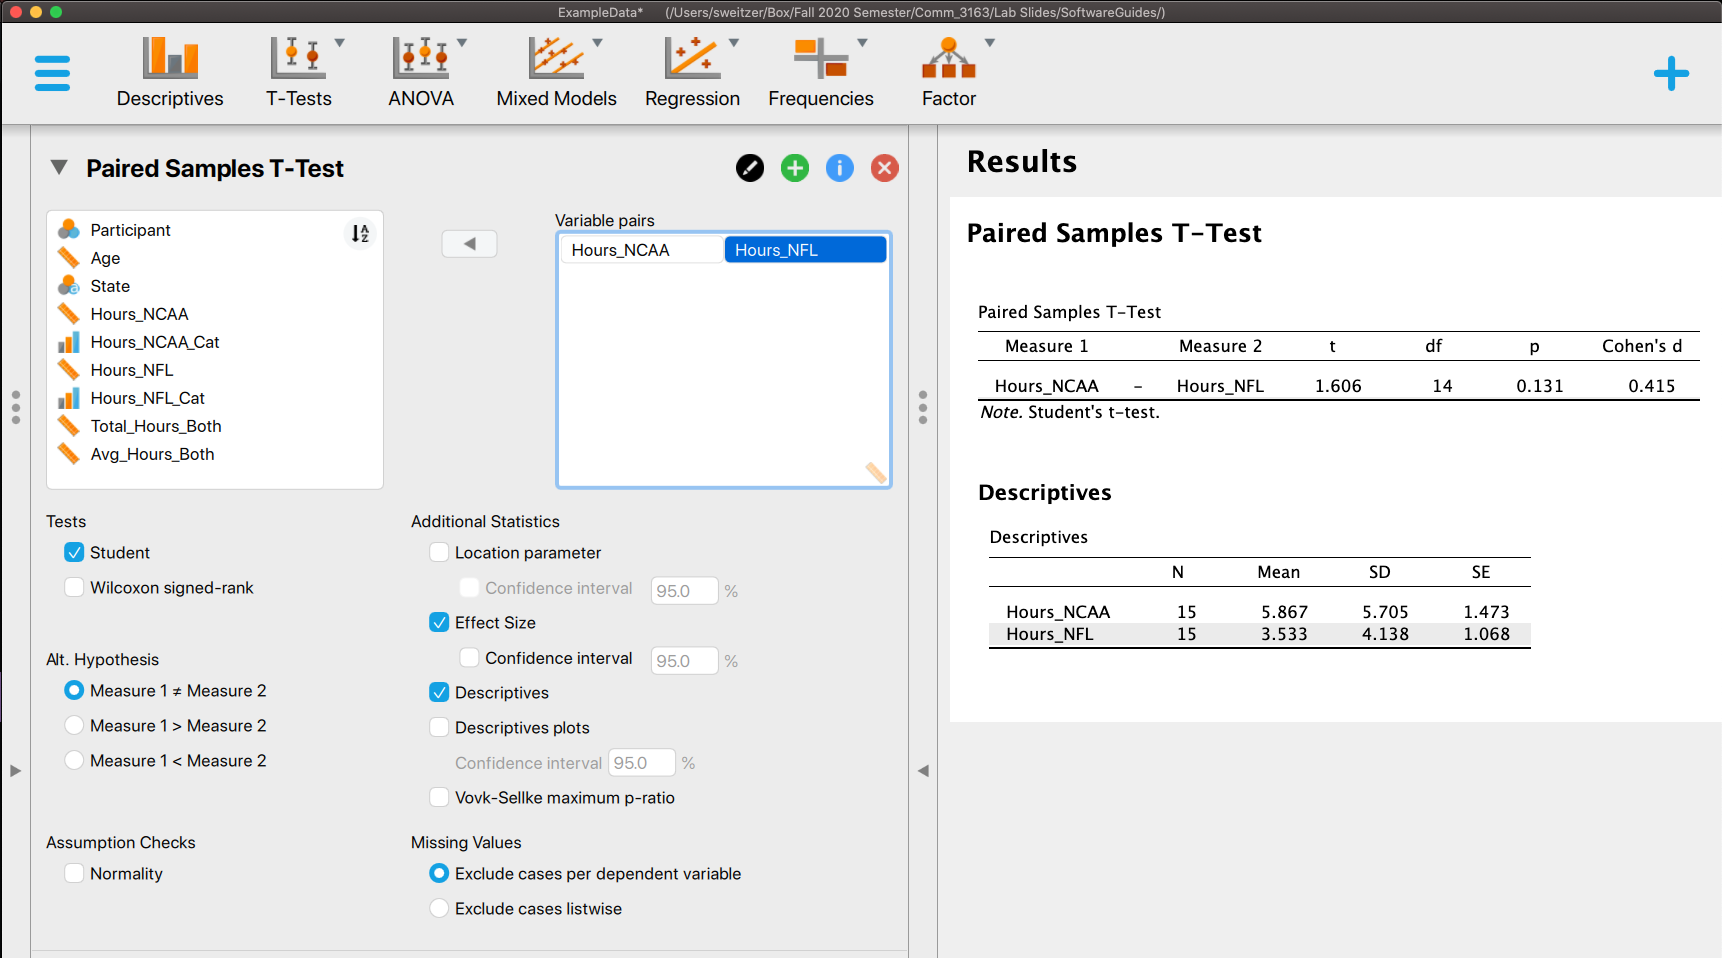 ExampleData* (/Users/sweitzer/Box/Fall 2020 Semester/Comm_3163/Lab Slides/SoftwareGuides/)
Descriptives T-Tests ANOVA Mixed Models Regression Frequencies Factor
Paired Samples T-Test
Participant
Age
State
Hours_NCAA
Hours_NCAA_Cat
Hours_NFL
Hours_NFL_Cat
Total_Hours_Both
Avg_Hours_Both
Variable pairs
Hours_NCAA Hours_NFL
Tests
Student
Wilcoxon signed-rank
Alt. Hypothesis
Measure 1 ≠ Measure 2
Measure 1 > Measure 2
Measure 1 < Measure 2
Assumption Checks
Normality
Additional Statistics
Location parameter
Confidence interval 95.0 %
Effect Size
Confidence interval 95.0 %
Descriptives
Descriptives plots
Confidence interval 95.0 %
Vovk-Sellke maximum p-ratio
Missing Values
Exclude cases per dependent variable
Exclude cases listwise
Results
Paired Samples T-Test
Paired Samples T-Test
Measure 1 Measure 2 t df p Cohen's d
Hours_NCAA - Hours_NFL 1.606 14 0.131 0.415
Note. Student's t-test.
Descriptives
Descriptives
N Mean SD SE
Hours_NCAA 15 5.867 5.705 1.473
Hours_NFL 15 3.533 4.138 1.068